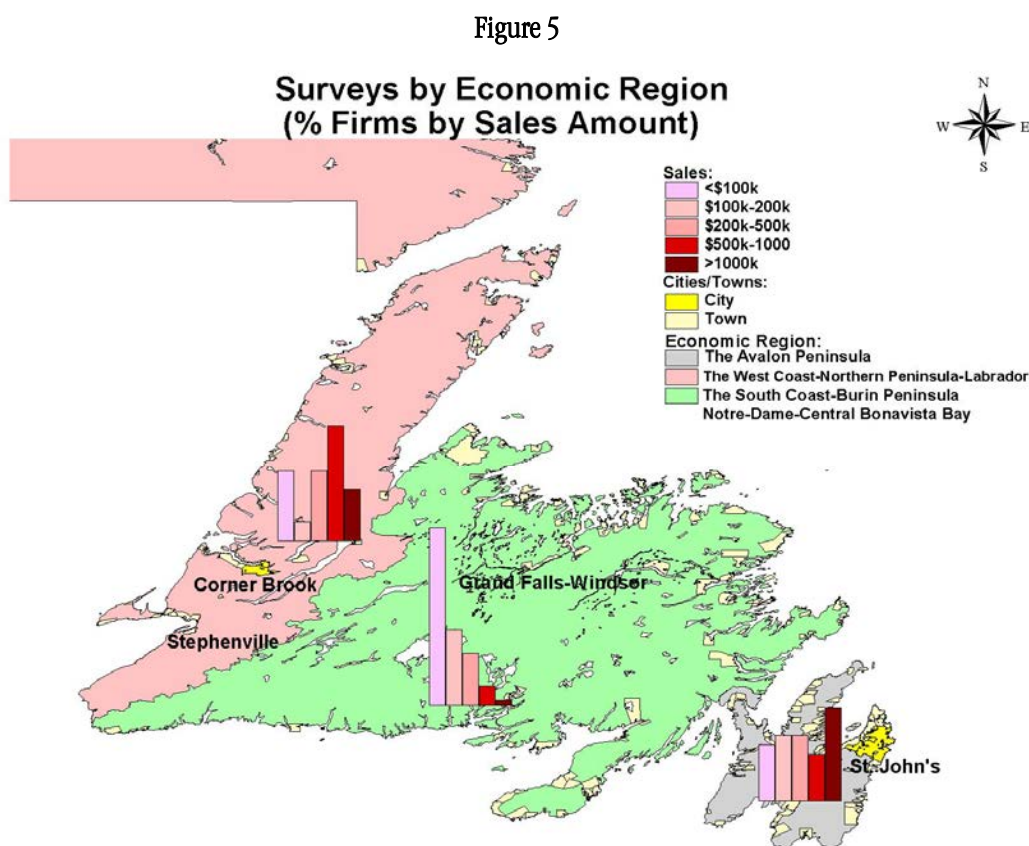 Figure 5
Surveys by Economic Region
(% Firms by Sales Amount)
N
W
E
S
Sales:
<$100k
$100k-200k
$200k-500k
$500k-1000
>1000k
Cities/Towns:
City
Town
Economic Region:
The Avalon Peninsula
The West Coast-Northern Peninsula-Labrador
The South Coast-Burin Peninsula
Notre-Dame-Central Bonavista Bay
Corner Brook
Grand Falls-Windsor
Stephenville
St. John's